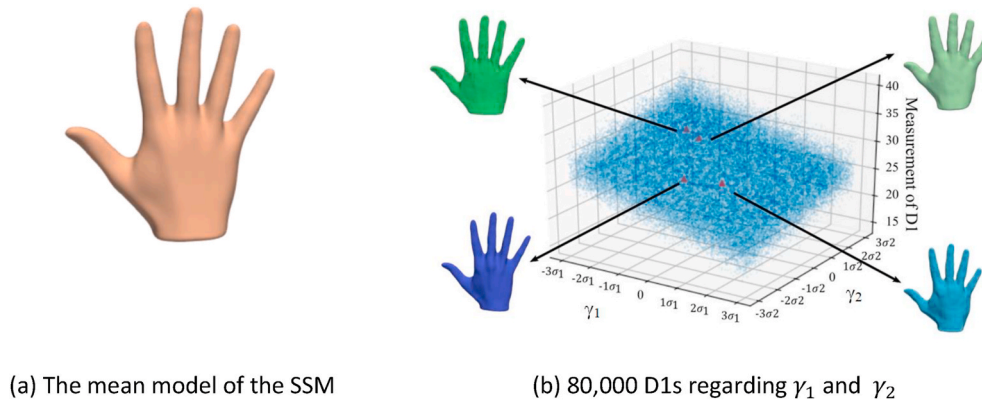 40
35
30
25
20
15
Measurement of D1
-3σ1 -2σ1 -1σ1 0 1σ1 2σ1 3σ1
γ1
-3σ2 -2σ2 -1σ2 0 1σ2 2σ2 3σ2
γ2
(a) The mean model of the SSM
(b) 80,000 D1s regarding γ1 and γ2